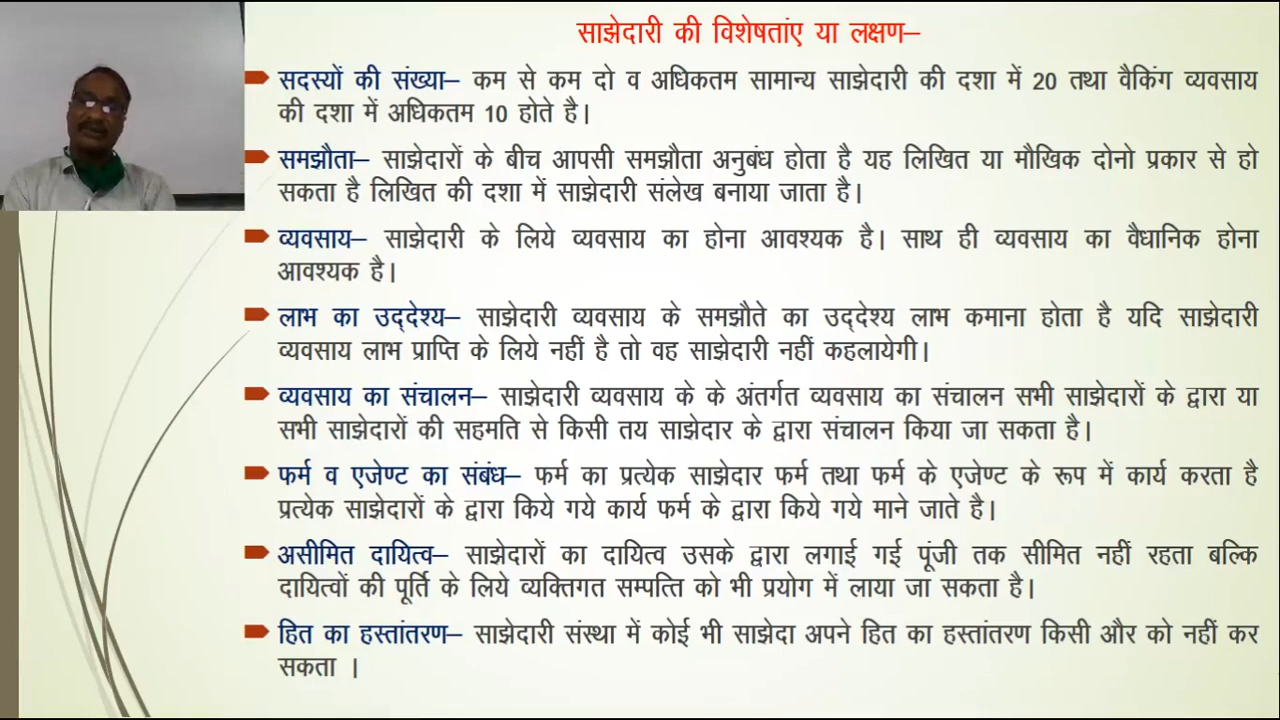 साझेदारी की विशेषतांए या लक्षण–
सदस्यों की संख्या– कम से कम दो व अधिकतम सामान्य साझेदारी की दशा में 20 तथा वैकिंग व्यवसाय
की दशा में अधिकतम 10 होते है।
समझौता– साझेदारों के बीच आपसी समझौता अनुबंध होता है यह लिखित या मौखिक दोनो प्रकार से हो
सकता है लिखित की दशा में साझेदारी संलेख बनाया जाता है।
व्यवसाय– साझेदारी के लिये व्यवसाय का होना आवश्यक है। साथ ही व्यवसाय का वैधानिक होना
आवश्यक है।
लाभ का उद्देश्य– साझेदारी व्यवसाय के समझौते का उद्देश्य लाभ कमाना होता है यदि साझेदारी
व्यवसाय लाभ प्राप्ति के लिये नहीं है तो वह साझेदारी नहीं कहलायेगी।
व्यवसाय का संचालन– साझेदारी व्यवसाय के के अंतर्गत व्यवसाय का संचालन सभी साझेदारों के द्वारा या
सभी साझेदारों की सहमति से किसी तय साझेदार के द्वारा संचालन किया जा सकता है।
फर्म व एजेण्ट का संबंध– फर्म का प्रत्येक साझेदार फर्म तथा फर्म के एजेण्ट के रूप में कार्य करता है
प्रत्येक साझेदारों के द्वारा किये गये कार्य फर्म के द्वारा किये गये माने जाते है।
असीमित दायित्व– साझेदारों का दायित्व उसके द्वारा लगाई गई पूंजी तक सीमित नहीं रहता बल्कि
दायित्वों की पूर्ति के लिये व्यक्तिगत सम्पत्ति को भी प्रयोग में लाया जा सकता है।
हित का हस्तांतरण– साझेदारी संस्था में कोई भी साझेदा अपने हित का हस्तांतरण किसी और को नहीं कर
सकता ।